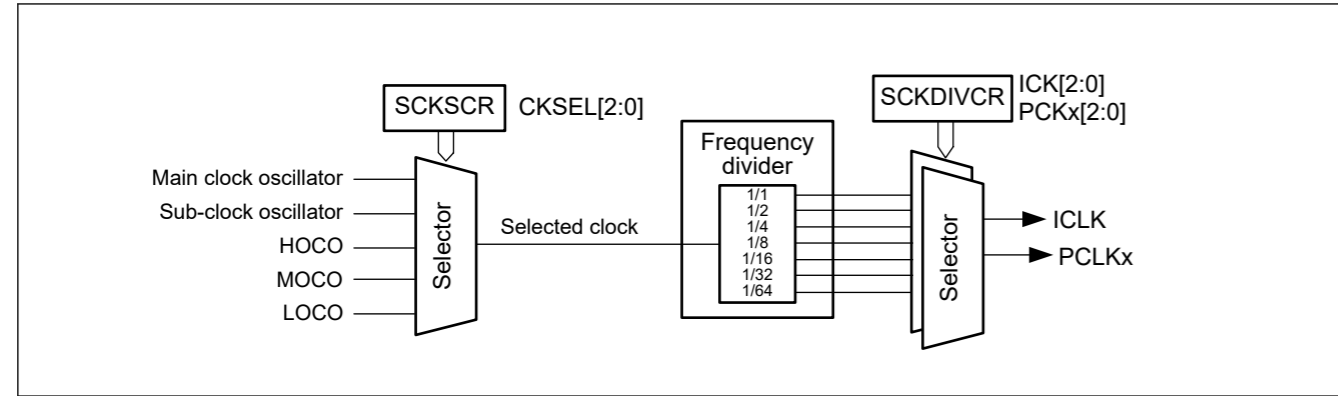 SCKSCR CKSEL[2:0]
SCKDIVCR
ICK[2:0]
PCKx[2:0]
Main clock oscillator
Sub-clock oscillator
HOCO
MOCO
LOCO
Selector
Selected clock
Frequency
divider
1/1
1/2
1/4
1/8
1/16
1/32
1/64
Selector
ICLK
PCLKx